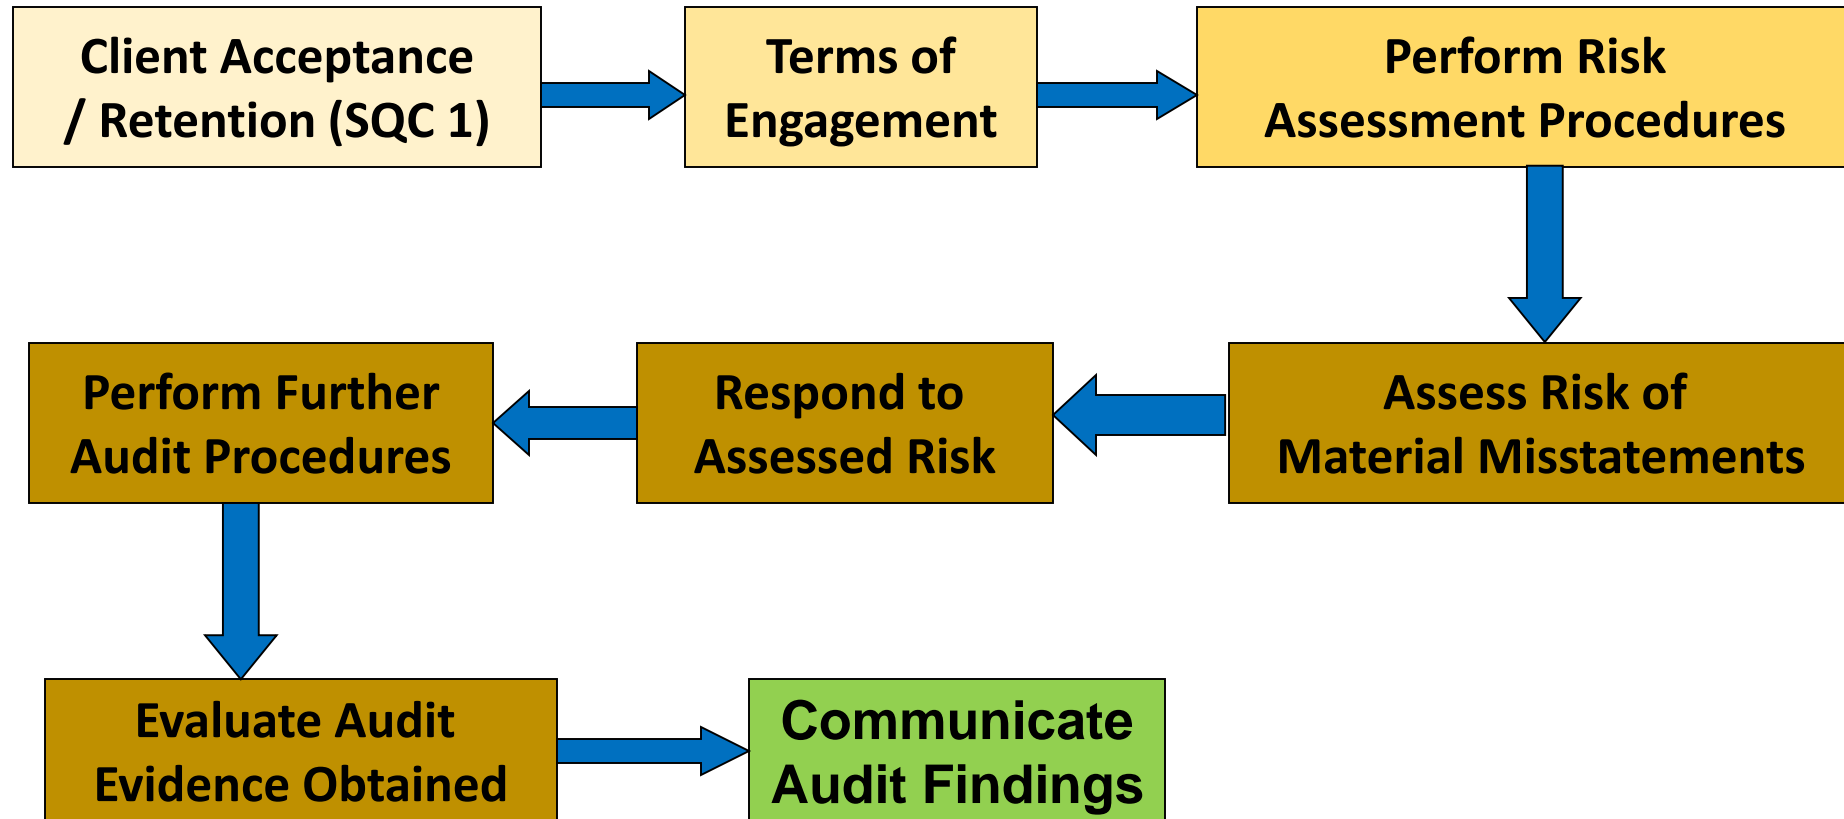 Client Acceptance
/ Retention (SQC 1)
Terms of
Engagement
Perform Risk
Assessment Procedures
Assess Risk of
Material Misstatements
Respond to
Assessed Risk
Perform Further
Audit Procedures
Evaluate Audit
Evidence Obtained
Communicate
Audit Findings